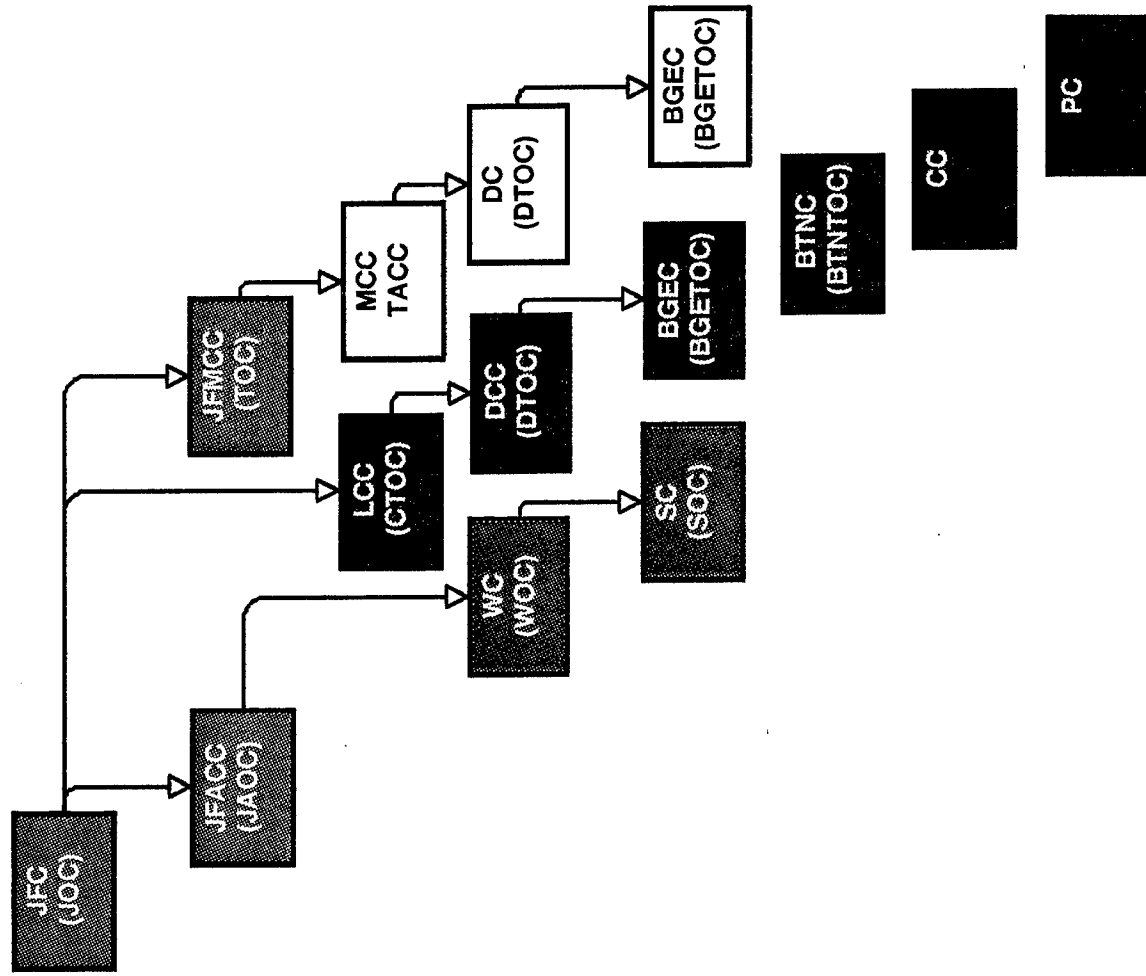 JFC
(JOC)
JFACC
(JAOC)
JFMCC
(TOC)
LCC
(CTOC)
MCC
TACC
WC
(WOC)
DCC
(DTOC)
DC
(DTOC)
SC
(SOC)
BGEC
(BGETOC)
BGEC
(BGETOC)
BTNC
(BTNTOC)
CC
PC